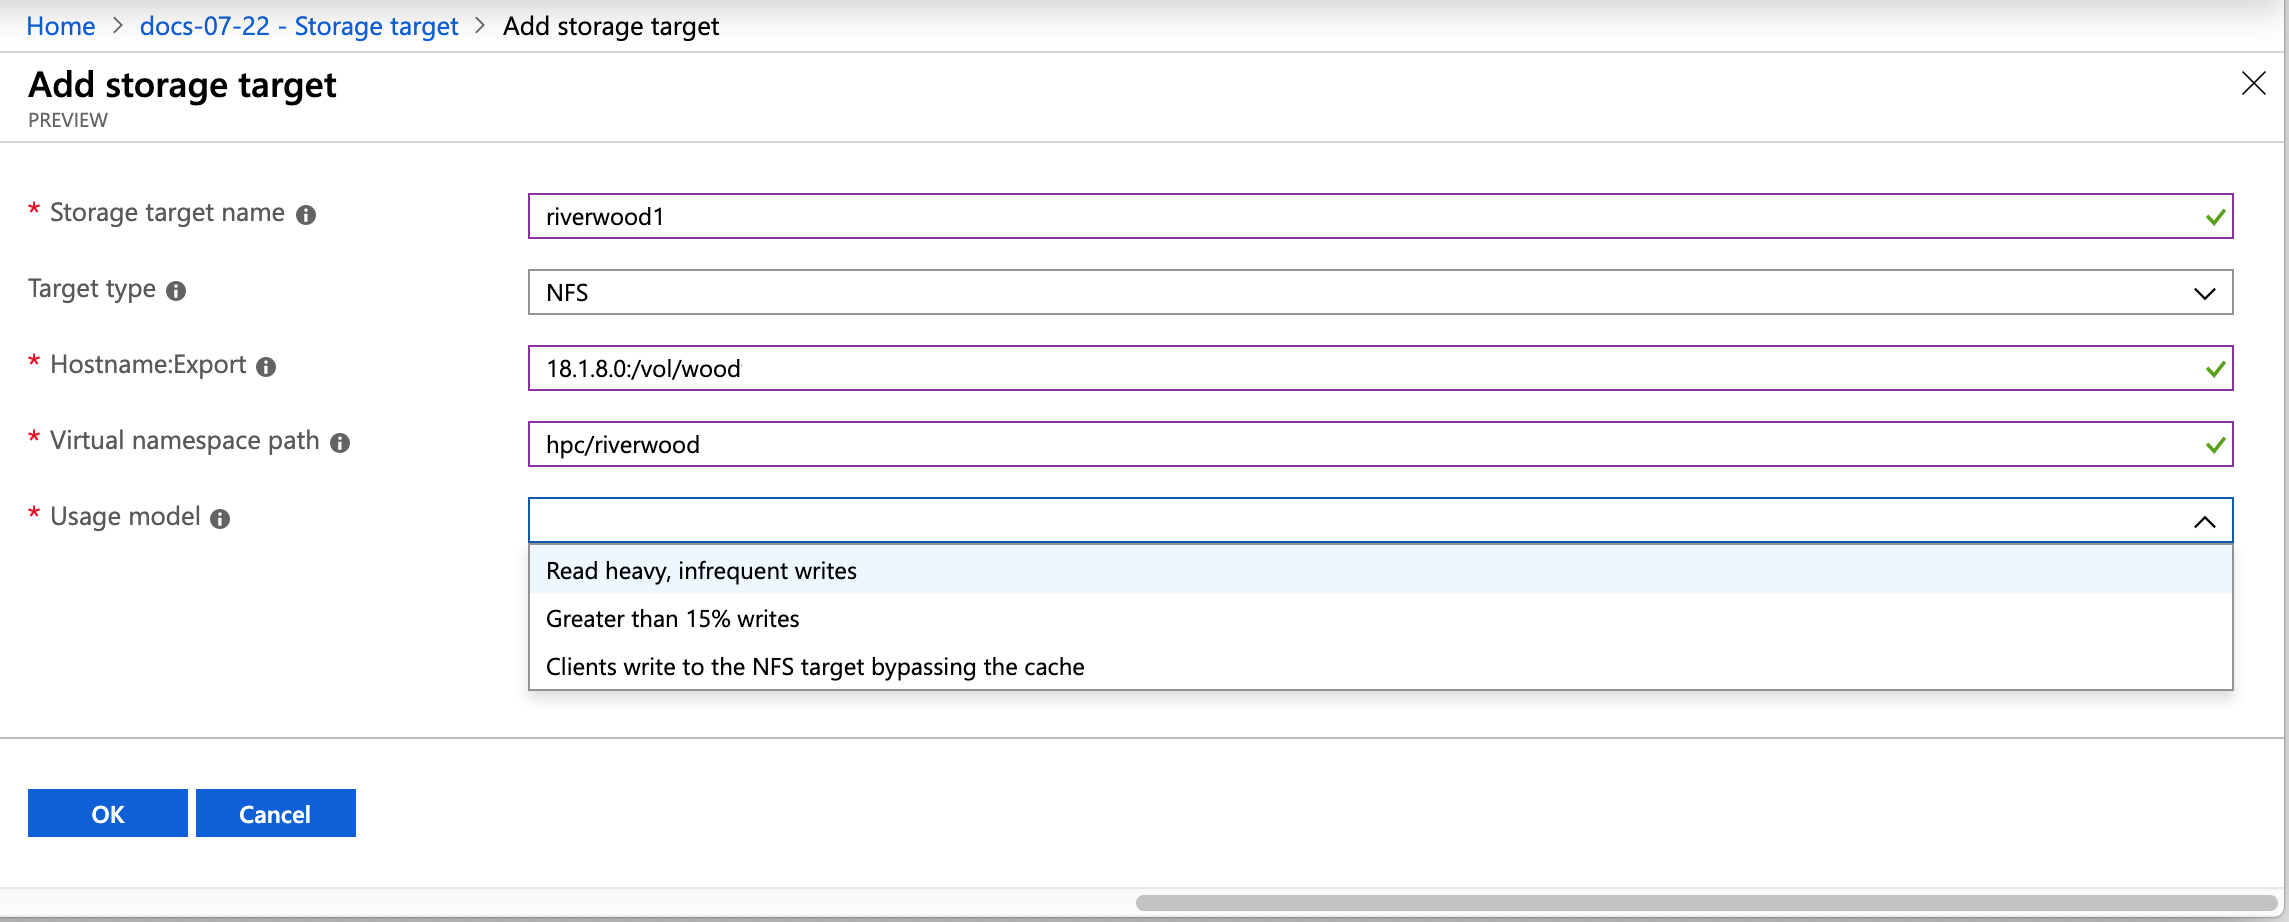 Home > docs-07-22 - Storage target > Add storage target
Add storage target
PREVIEW
* Storage target name
riverwood1
Target type
NFS
* Hostname:Export
18.1.8.0:/vol/wood
* Virtual namespace path
hpc/riverwood
* Usage model
Read heavy, infrequent writes
Greater than 15% writes
Clients write to the NFS target bypassing the cache
OK
Cancel